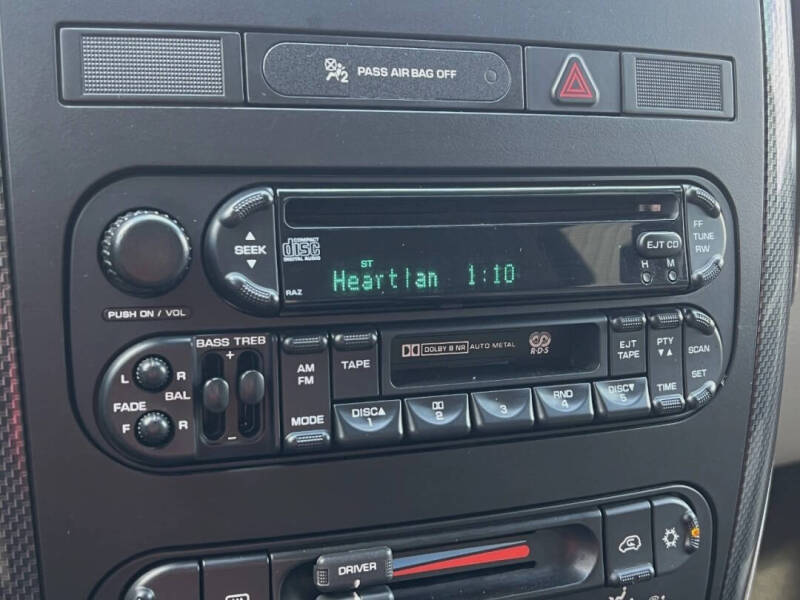 PASS AIR BAG OFF
SEEK
COMPACT
disc
DIGITAL AUDIO
RAZ
ST
Heartlan 1:10
EJT CD
H M
FF
TUNE
RW
PUSH ON / VOL
BASS TREB
+
−
L R
FADE BAL
F R
AM
FM
MODE
TAPE
DOLBY B NR AUTO METAL
R·D·S
EJT
TAPE
PTY
TIME
SCAN
SET
DISC▲
1
2
3
RND
4
DISC▼
5
DRIVER